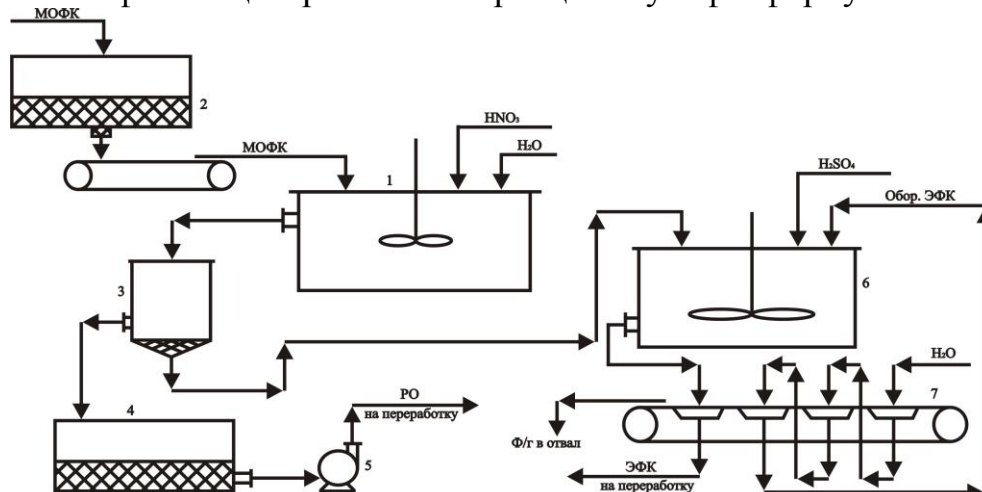 МОФК
2
МОФК
HNO₃
H₂O
1
H₂SO₄
Обор. ЭФК
3
6
H₂O
7
4
РО
на переработку
5
Ф/г в отвал
ЭФК
на переработку